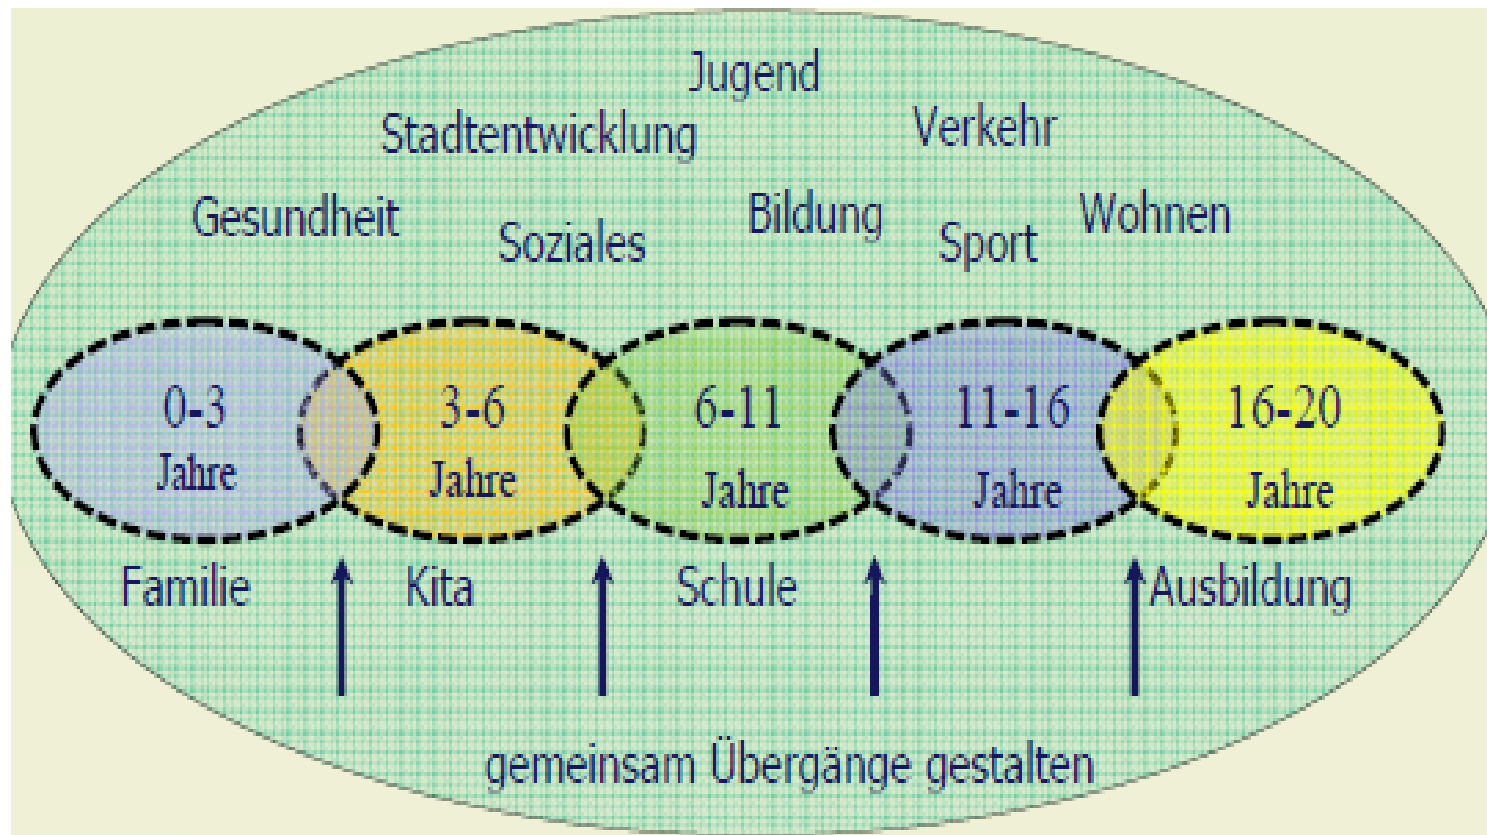 Jugend
Stadtentwicklung
Verkehr
Gesundheit
Soziales
Bildung
Sport
Wohnen
0-3
Jahre
3-6
Jahre
6-11
Jahre
11-16
Jahre
16-20
Jahre
Familie
Kita
Schule
Ausbildung
gemeinsam Übergänge gestalten